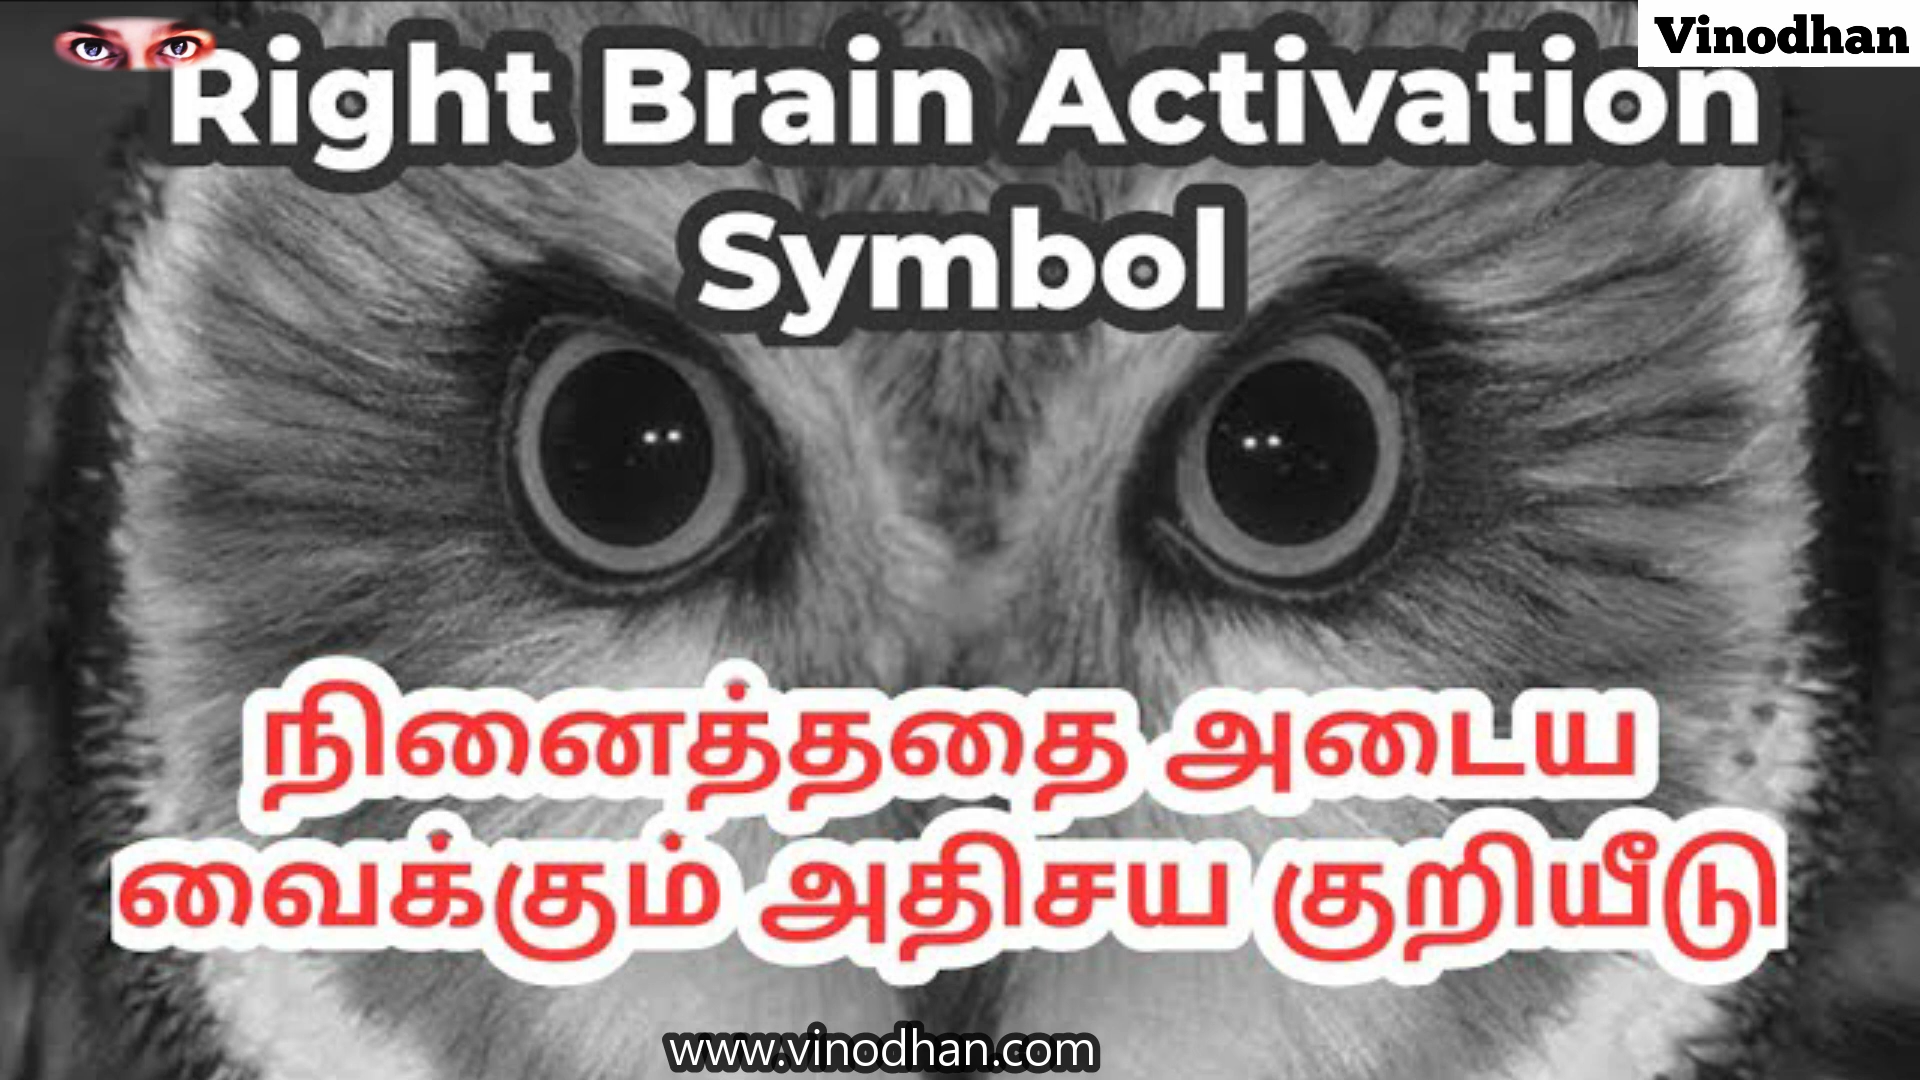 Vinodhan
Right Brain Activation
Symbol
நினைத்ததை அடைய
வைக்கும் அதிசய குறியீடு
www.vinodhan.com